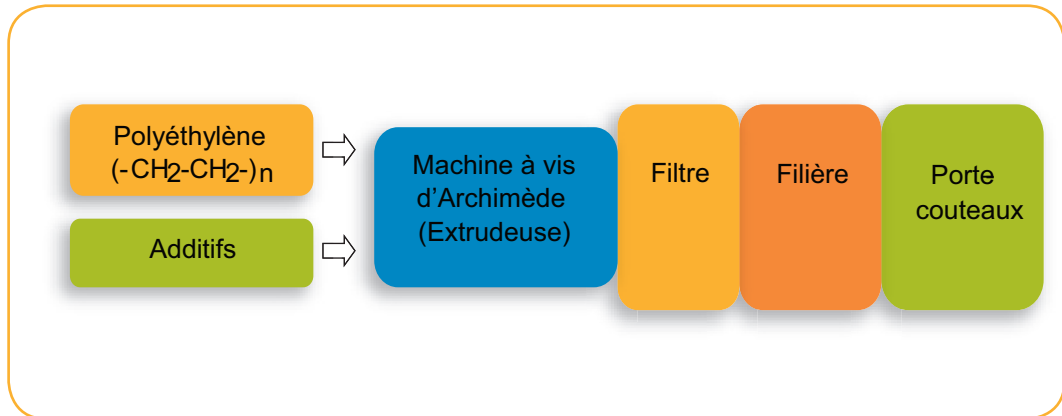 Polyéthylène
(-CH2-CH2-)n
Additifs
Machine à vis
d'Archimède
(Extrudeuse)
Filtre
Filière
Porte
couteaux